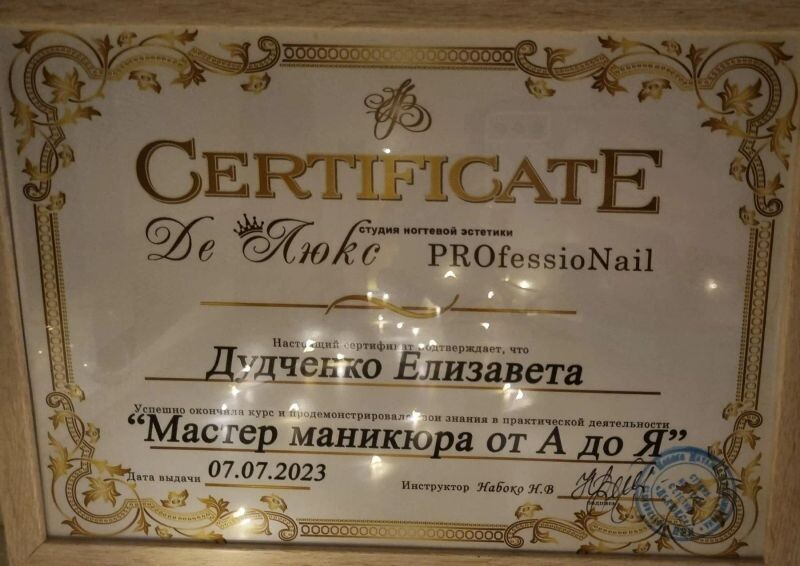 CERTIFICATE
студия ногтевой эстетики
Де Люкс PROfessioNail
Настоящий сертификат подтверждает, что
Дудченко Елизавета
Успешно окончила курс и продемонстрировала свои знания в практической деятельности
“Мастер маникюра от А до Я”
Дата выдачи 07.07.2023
Инструктор Набоко Н.В
подпись